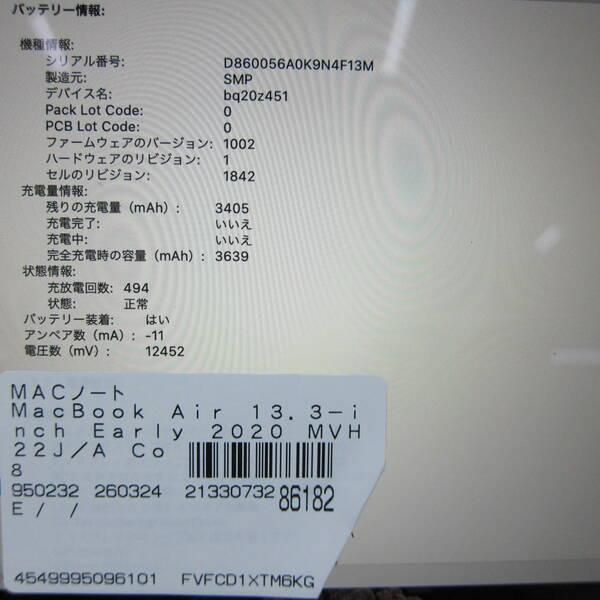 バッテリー情報:
機種情報:
シリアル番号: D860056A0K9N4F13M
製造元: SMP
デバイス名: bq20z451
Pack Lot Code: 0
PCB Lot Code: 0
ファームウェアのバージョン: 1002
ハードウェアのリビジョン: 1
セルのリビジョン: 1842
充電量情報:
残りの充電量（mAh）: 3405
充電完了: いいえ
充電中: いいえ
完全充電時の容量（mAh）: 3639
状態情報:
充放電回数: 494
状態: 正常
バッテリー装着: はい
アンペア数（mA）: -11
電圧数（mV）: 12452
MACノート
MacBook Air 13.3-i
nch Early 2020 MVH
22J/A Co
8
950232 260324 21330732 86182
E / /
4549995096101 FVFCD1XTM6KG